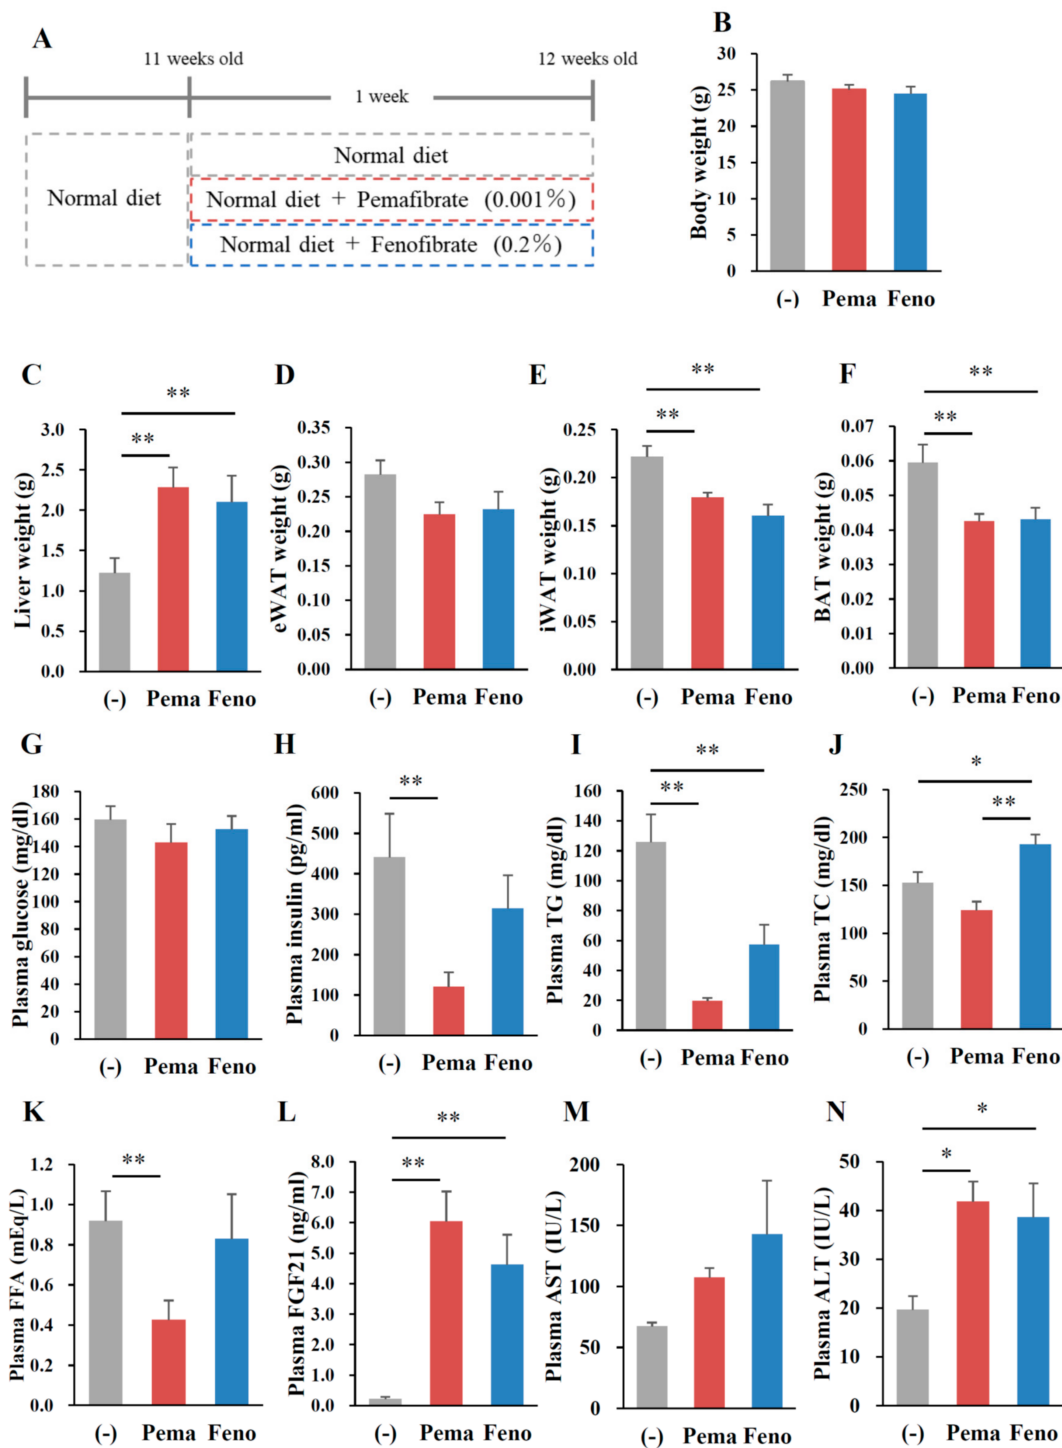 A
B
11 weeks old
12 weeks old
1 week
Normal diet
Normal diet
Normal diet + Pemafibrate (0.001%)
Normal diet + Fenofibrate (0.2%)
Body weight (g)
30
25
20
15
10
5
0
(-) Pema Feno
C
D
E
F
**
**
Liver weight (g)
3.0
2.5
2.0
1.5
1.0
0.5
0.0
(-) Pema Feno
eWAT weight (g)
0.35
0.30
0.25
0.20
0.15
0.10
0.05
0.00
(-) Pema Feno
**
**
iWAT weight (g)
0.25
0.20
0.15
0.10
0.05
0.00
(-) Pema Feno
**
**
BAT weight (g)
0.07
0.06
0.05
0.04
0.03
0.02
0.01
0.00
(-) Pema Feno
G
H
I
J
Plasma glucose (mg/dl)
180
160
140
120
100
80
60
40
20
0
(-) Pema Feno
**
Plasma insulin (pg/ml)
600
500
400
300
200
100
0
(-) Pema Feno
**
**
Plasma TG (mg/dl)
160
140
120
100
80
60
40
20
0
(-) Pema Feno
*
**
Plasma TC (mg/dl)
250
200
150
100
50
0
(-) Pema Feno
K
L
M
N
**
Plasma FFA (mEq/L)
1.2
1.0
0.8
0.6
0.4
0.2
0.0
(-) Pema Feno
**
**
Plasma FGF21 (ng/ml)
8.0
7.0
6.0
5.0
4.0
3.0
2.0
1.0
0.0
(-) Pema Feno
Plasma AST (IU/L)
200
150
100
50
0
(-) Pema Feno
*
*
Plasma ALT (IU/L)
50
40
30
20
10
0
(-) Pema Feno